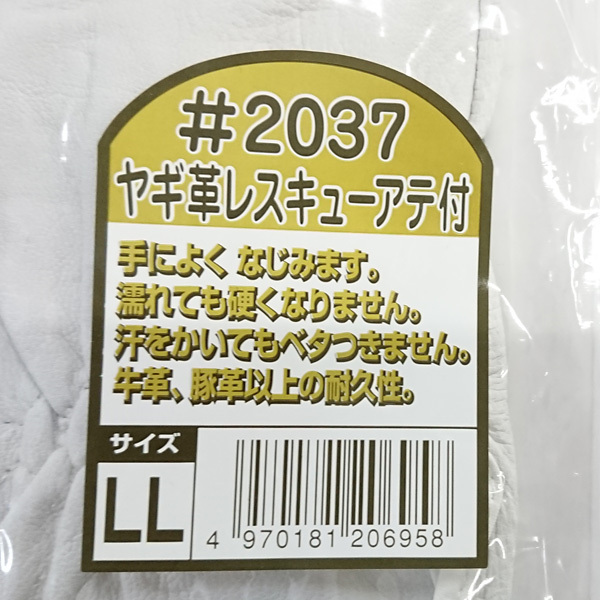 #2037
ヤギ革レスキューアテ付
手によく なじみます。
濡れても硬くなりません。
汗をかいてもベタつきません。
牛革、豚革以上の耐久性。
サイズ
LL
4 970181 206958